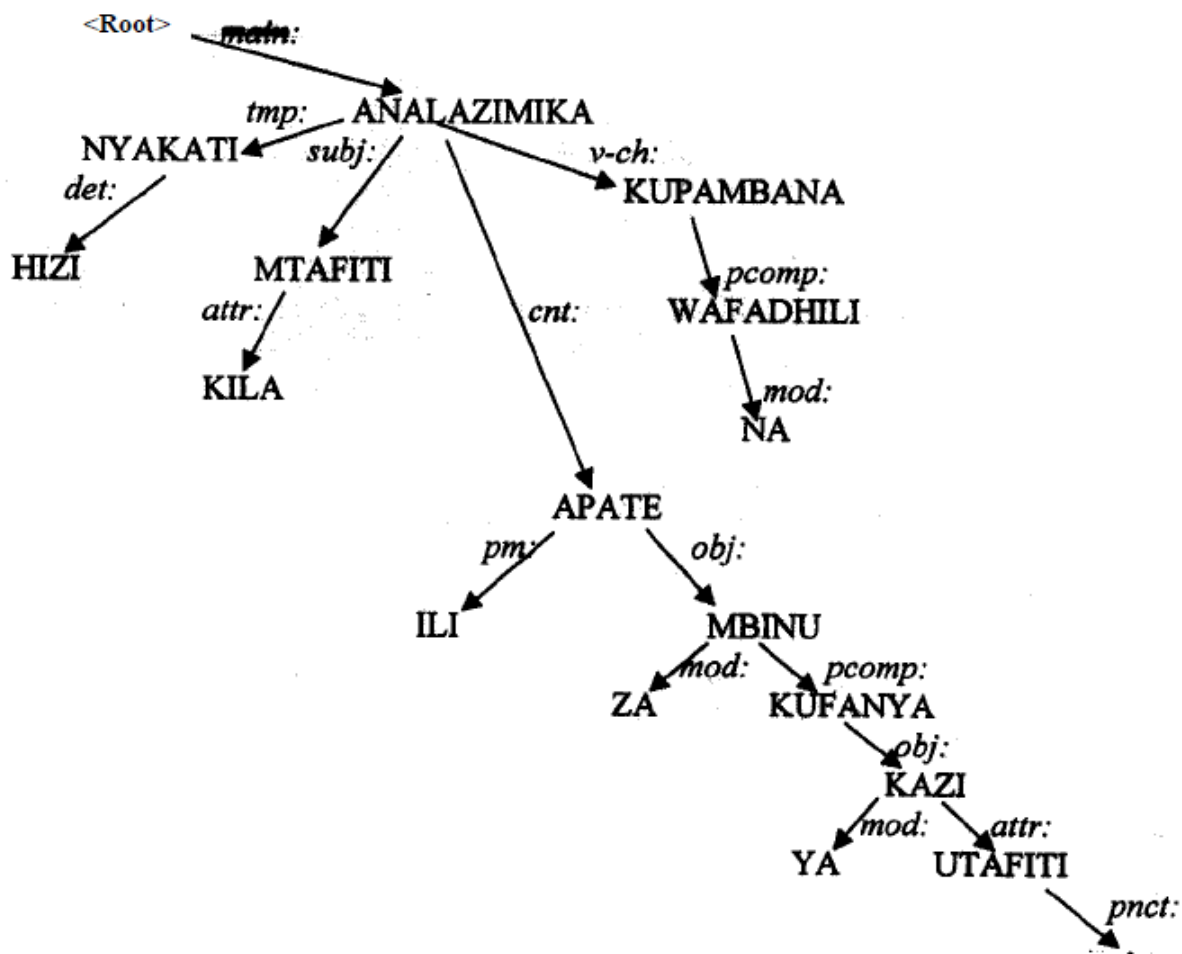 <Root>
main:
tmp: ANALAZIMIKA
NYAKATI subj: v-ch:
det: KUPAMBANA
HIZI MTAFITI pcomp:
attr: cnt: WAFADHILI
KILA mod:
NA
APATE
pm: obj:
ILI MBINU
mod: pcomp:
ZA KUFANYA
obj:
KAZI
mod: attr:
YA UTAFITI
pnct:
.